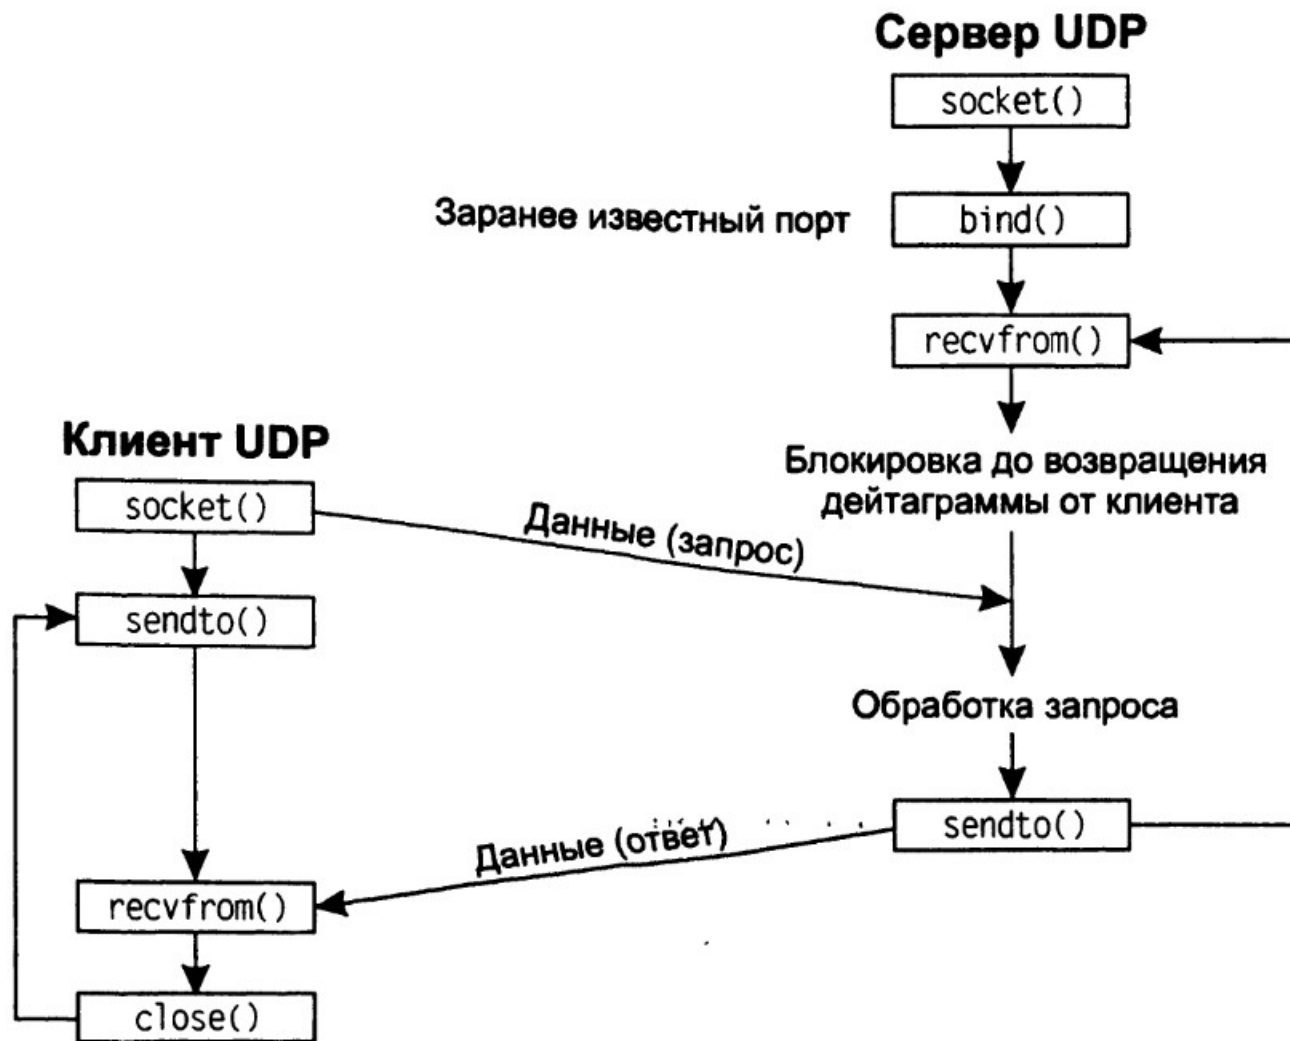 Сервер UDP
socket()
Заранее известный порт
bind()
recvfrom()
Клиент UDP
Блокировка до возвращения
дейтаграммы от клиента
socket()
Данные (запрос)
sendto()
Обработка запроса
sendto()
Данные (ответ)
recvfrom()
close()